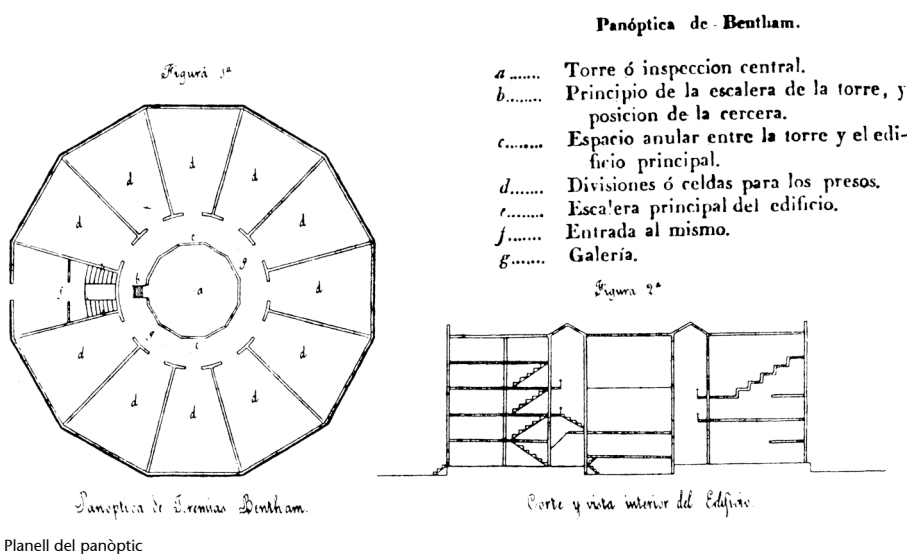 Panóptica de Bentham.
a ....... Torre ó inspeccion central.
b........ Principio de la escalera de la torre, y
posicion de la cercera.
c........ Espacio anular entre la torre y el edi-
ficio principal.
d....... Divisiones ó celdas para los presos.
e....... Escalera principal del edificio.
f....... Entrada al mismo.
g....... Galería.
Figura 1ª
d
d d
d d
c
g
b
f e a d
g
c
d d
d d
d
Panoptica de Jremias Bentham.
Figura 2ª
Corte y vista interior del Edificio.
Planell del panòptic